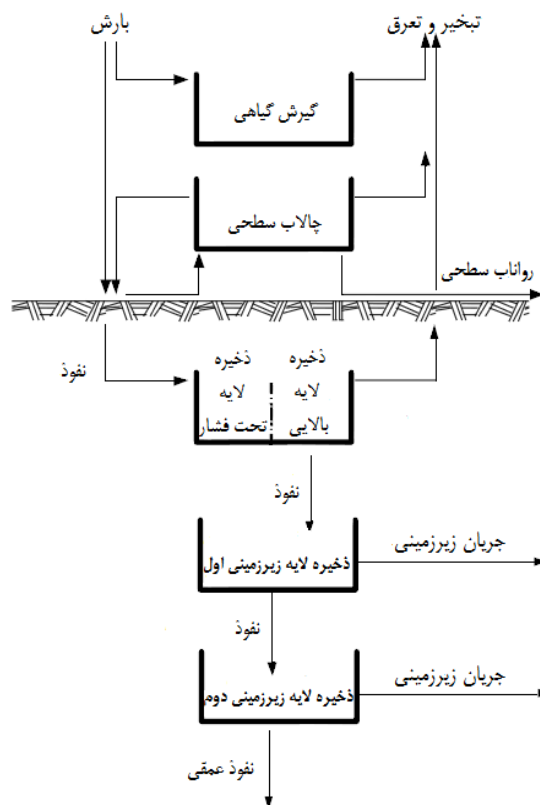 بارش
تبخیر و تعرق
گیرش گیاهی
چالاب سطحی
رواناب سطحی
نفوذ
ذخیره
لایه
بالایی
ذخیره
لایه
تحت فشار
نفوذ
ذخیره لایه زیرزمینی اول
جریان زیرزمینی
نفوذ
ذخیره لایه زیرزمینی دوم
جریان زیرزمینی
نفوذ عمقی